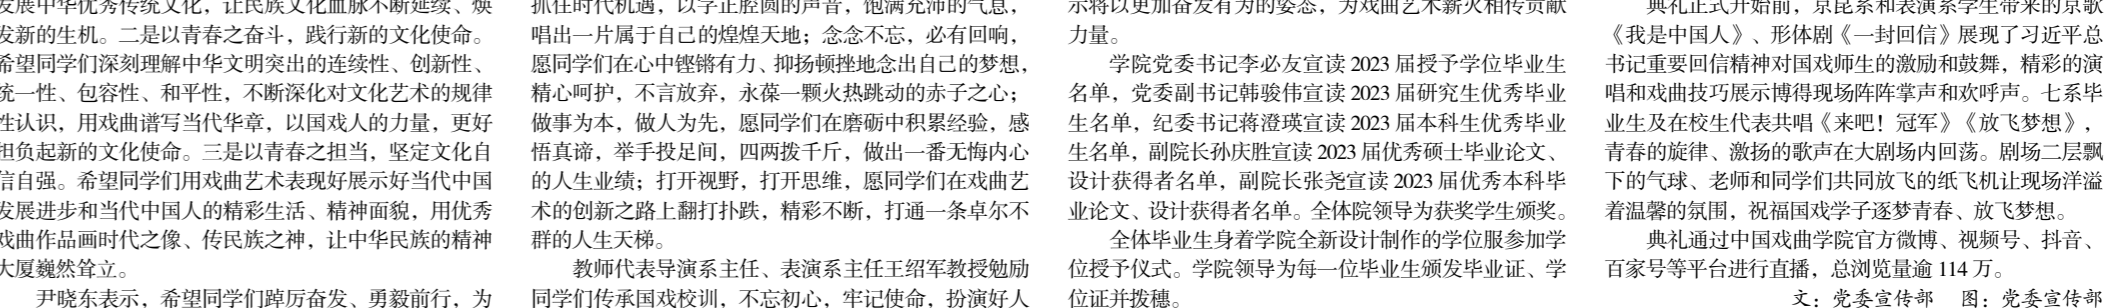 发展中华优秀传统文化，让民族文化血脉不断延续、焕
发新的生机。二是以青春之奋斗，践行新的文化使命。
希望同学们深刻理解中华文明突出的连续性、创新性、
统一性、包容性、和平性，不断深化对文化艺术的规律
性认识，用戏曲谱写当代华章，以国戏人的力量，更好
担负起新的文化使命。三是以青春之担当，坚定文化自
信自强。希望同学们用戏曲艺术表现好展示好当代中国
发展进步和当代中国人的精彩生活、精神面貌，用优秀
戏曲作品画时代之像、传民族之神，让中华民族的精神
大厦巍然耸立。
尹晓东表示，希望同学们踔厉奋发、勇毅前行，为
抓住时代机遇，以字正腔圆的声音，饱满充沛的气息，
唱出一片属于自己的煌煌天地；念念不忘，必有回响，
愿同学们在心中铿锵有力、抑扬顿挫地念出自己的梦想，
精心呵护，不言放弃，永葆一颗火热跳动的赤子之心；
做事为本，做人为先，愿同学们在磨砺中积累经验，感
悟真谛，举手投足间，四两拨千斤，做出一番无悔内心
的人生业绩；打开视野，打开思维，愿同学们在戏曲艺
术的创新之路上翻打扑跌，精彩不断，打通一条卓尔不
群的人生天梯。
教师代表导演系主任、表演系主任王绍军教授勉励
同学们传承国戏校训，不忘初心，牢记使命，扮演好人
示将以更加奋发有为的姿态，为戏曲艺术薪火相传贡献
力量。
学院党委书记李必友宣读 2023 届授予学位毕业生
名单，党委副书记韩骏伟宣读 2023 届研究生优秀毕业
生名单，纪委书记蒋澄瑛宣读 2023 届本科生优秀毕业
生名单，副院长孙庆胜宣读 2023 届优秀硕士毕业论文、
设计获得者名单，副院长张尧宣读 2023 届优秀本科毕
业论文、设计获得者名单。全体院领导为获奖学生颁奖。
全体毕业生身着学院全新设计制作的学位服参加学
位授予仪式。学院领导为每一位毕业生颁发毕业证、学
位证并拨穗。
典礼正式开始前，京昆系和表演系学生带来的京歌
《我是中国人》、形体剧《一封回信》展现了习近平总
书记重要回信精神对国戏师生的激励和鼓舞，精彩的演
唱和戏曲技巧展示博得现场阵阵掌声和欢呼声。七系毕
业生及在校生代表共唱《来吧！冠军》《放飞梦想》，
青春的旋律、激扬的歌声在大剧场内回荡。剧场二层飘
下的气球、老师和同学们共同放飞的纸飞机让现场洋溢
着温馨的氛围，祝福国戏学子逐梦青春、放飞梦想。
典礼通过中国戏曲学院官方微博、视频号、抖音、
百家号等平台进行直播，总浏览量逾 114 万。
文：党委宣传部 图：党委宣传部